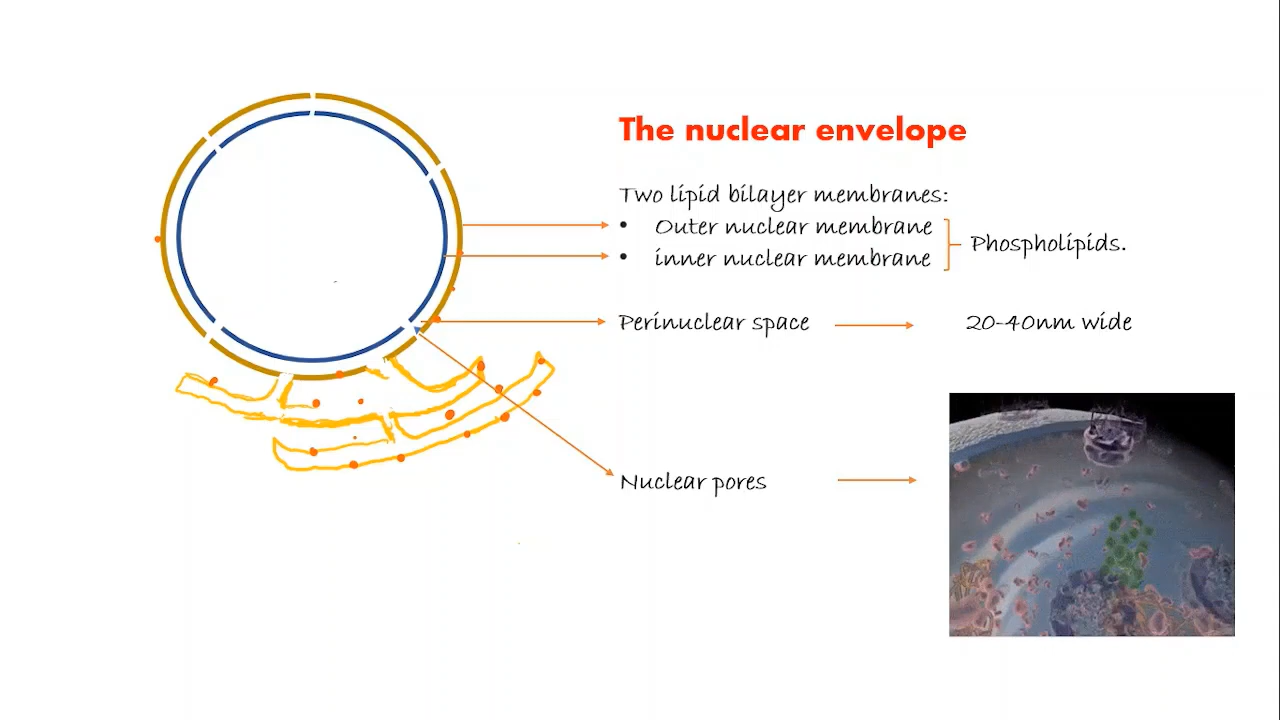 The nuclear envelope
Two lipid bilayer membranes:
• Outer nuclear membrane
• inner nuclear membrane
Phospholipids.
Perinuclear space
20-40nm wide
Nuclear pores